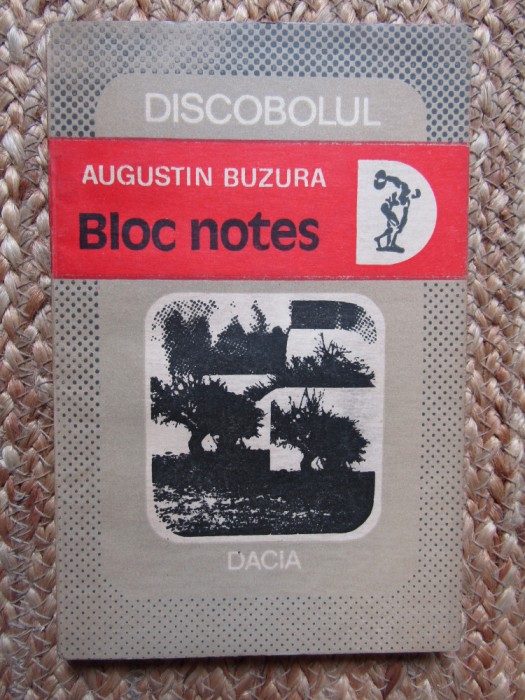 DISCOBOLUL
AUGUSTIN BUZURA
Bloc notes
D
DACIA